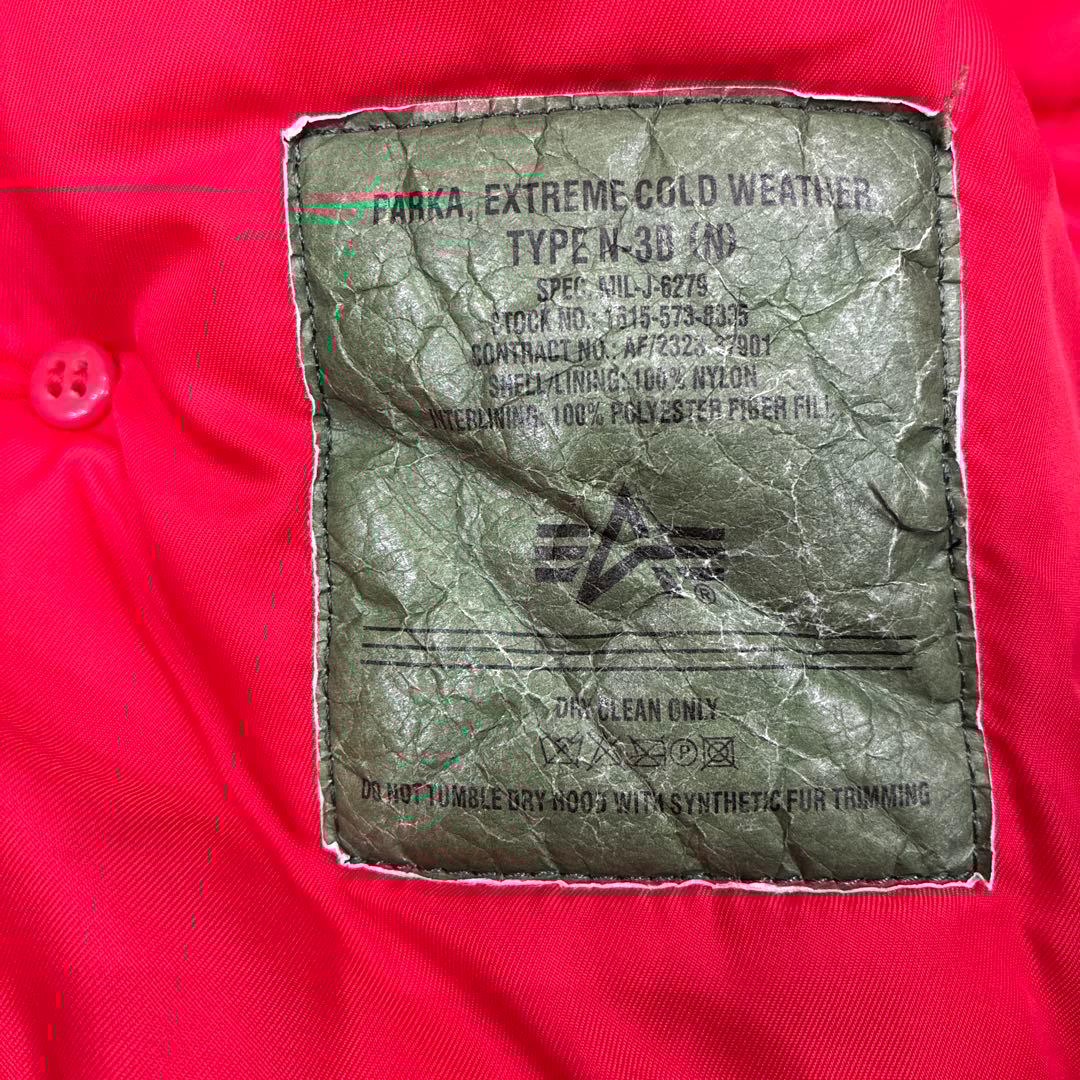 PARKA, EXTREME COLD WEATHER
TYPE N-3B (N)
SPEC. MIL-J-6279
STOCK NO.: 1615-573-8335
CONTRACT NO.: AF/2323-37901
SHELL/LINING: 100% NYLON
INTERLINING: 100% POLYESTER FIBER FILL
®
DRY CLEAN ONLY
P
DO NOT TUMBLE DRY HOOD WITH SYNTHETIC FUR TRIMMING